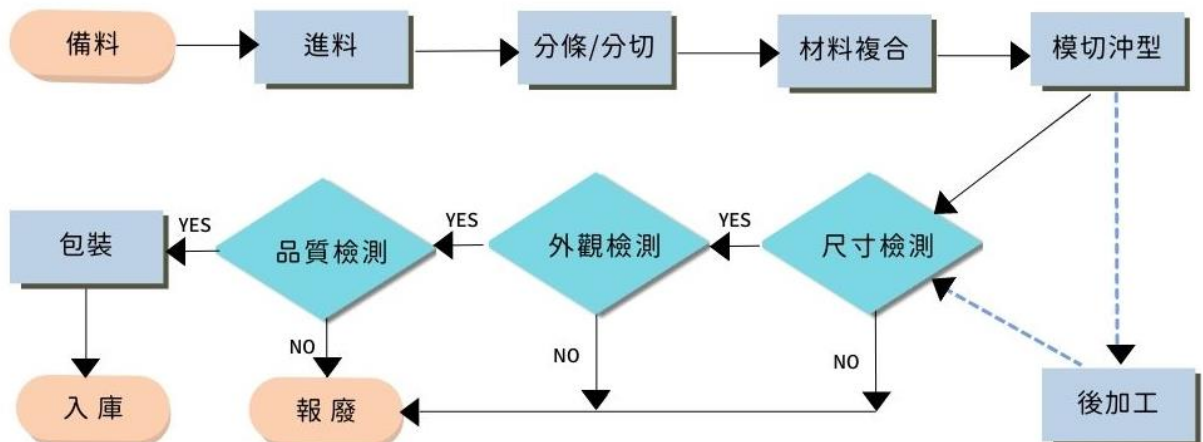 備料
進料
分條/分切
材料複合
模切沖型
包裝
YES
品質檢測
YES
外觀檢測
YES
尺寸檢測
NO
NO
NO
入庫
報廢
後加工